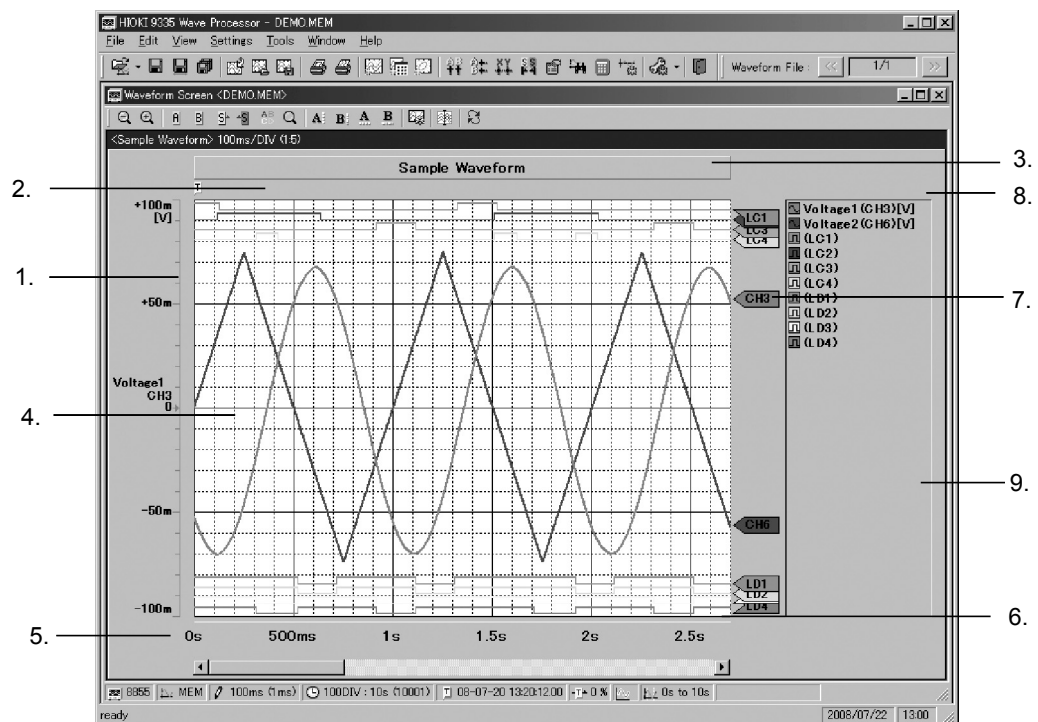 HIOKI 9335 Wave Processor - DEMO.MEM
File Edit View Settings Tools Window Help
Waveform File : << 1/1 >>
Waveform Screen <DEMO.MEM>
A B A B A B
<Sample Waveform> 100ms/DIV (1:5)
Sample Waveform
3.
2.
8.
T
+100m
[V]
LC1
LC3
LC4
Voltage1(CH3)[V]
Voltage2(CH6)[V]
(LC1)
(LC2)
(LC3)
(LC4)
(LD1)
(LD2)
(LD3)
(LD4)
1.
+50m
CH3
7.
Voltage1
CH3
0
4.
-50m
CH6
9.
LD1
LD2
LD4
-100m
6.
5.
0s 500ms 1s 1.5s 2s 2.5s
8855 MEM 100ms (1ms) 100DIV : 10s (10001) T 08-07-20 13:20:12.00 -T+ 0 % 0s to 10s
ready 2008/07/22 13:00